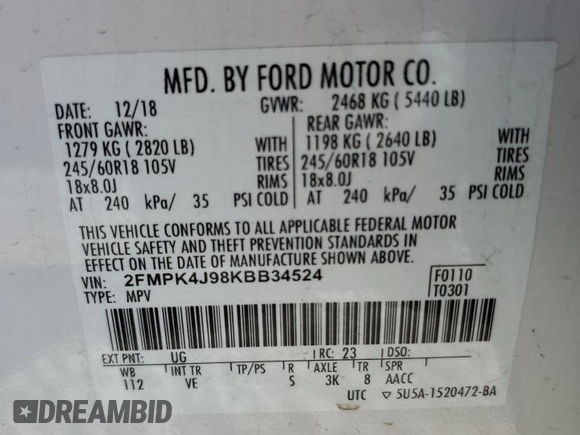 MFD. BY FORD MOTOR CO.
DATE: 12/18 GVWR: 2468 KG ( 5440 LB)
FRONT GAWR: REAR GAWR:
1279 KG ( 2820 LB) WITH 1198 KG ( 2640 LB) WITH
245/60R18 105V TIRES 245/60R18 105V TIRES
18x8.0J RIMS 18x8.0J RIMS
AT 240 kPa/ 35 PSI COLD AT 240 kPa/ 35 PSI COLD
THIS VEHICLE CONFORMS TO ALL APPLICABLE FEDERAL MOTOR
VEHICLE SAFETY AND THEFT PREVENTION STANDARDS IN
EFFECT ON THE DATE OF MANUFACTURE SHOWN ABOVE.
VIN: 2FMPK4J98KBB34524 F0110
TYPE: MPV T0301
EXT PNT: UG RC: 23 DSO:
WB INT TR TP/PS R AXLE TR SPR
112 VE S 3K 8 AACC
UTC ▽ 5U5A-1520472-BA
DREAMBID